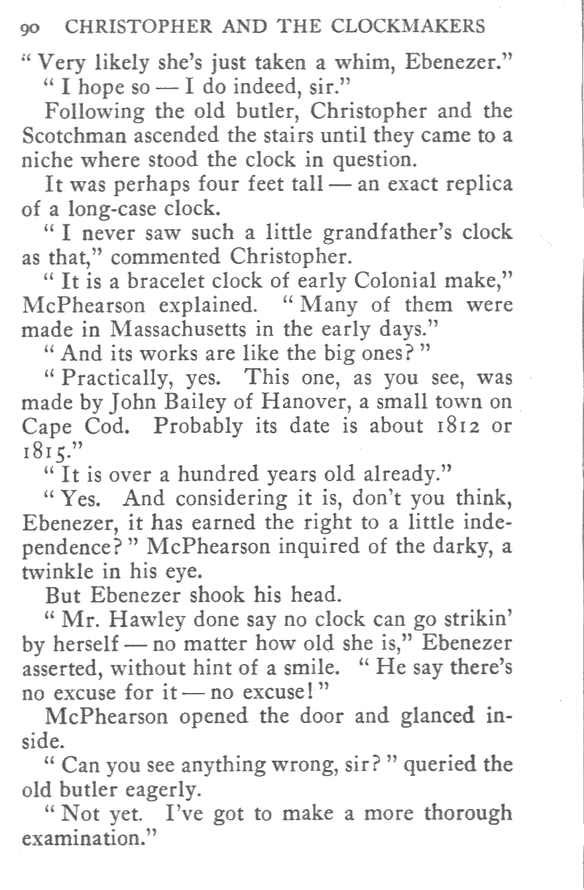 90 CHRISTOPHER AND THE CLOCKMAKERS
“ Very likely she’s just taken a whim, Ebenezer.”
“ I hope so — I do indeed, sir.”
Following the old butler, Christopher and the
Scotchman ascended the stairs until they came to a
niche where stood the clock in question.
It was perhaps four feet tall — an exact replica
of a long-case clock.
“ I never saw such a little grandfather’s clock
as that,” commented Christopher.
“ It is a bracelet clock of early Colonial make,”
McPhearson explained. “ Many of them were
made in Massachusetts in the early days.”
“ And its works are like the big ones? ”
“ Practically, yes. This one, as you see, was
made by John Bailey of Hanover, a small town on
Cape Cod. Probably its date is about 1812 or
1815.”
“ It is over a hundred years old already.”
“ Yes. And considering it is, don’t you think,
Ebenezer, it has earned the right to a little inde-
pendence? ” McPhearson inquired of the darky, a
twinkle in his eye.
But Ebenezer shook his head.
“ Mr. Hawley done say no clock can go strikin’
by herself — no matter how old she is,” Ebenezer
asserted, without hint of a smile. “ He say there’s
no excuse for it — no excuse! ”
McPhearson opened the door and glanced in-
side.
“ Can you see anything wrong, sir? ” queried the
old butler eagerly.
“ Not yet. I’ve got to make a more thorough
examination.”